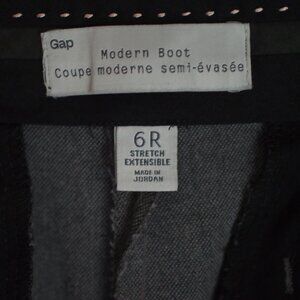 Gap
Modern Boot
Coupe moderne semi-évasée
6R
STRETCH
EXTENSIBLE
MADE IN
JORDAN